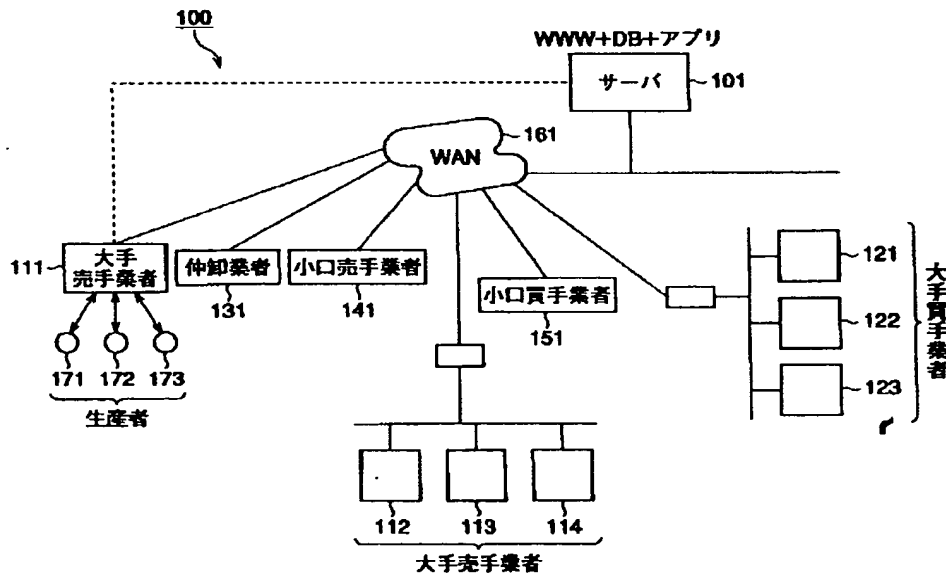 100
WWW+DB+アプリ
サーバ
101
161
WAN
111
大手
売手業者
仲卸業者
131
小口売手業者
141
小口買手業者
151
121
122
123
大手買手業者
171
172
173
生産者
112
113
114
大手売手業者